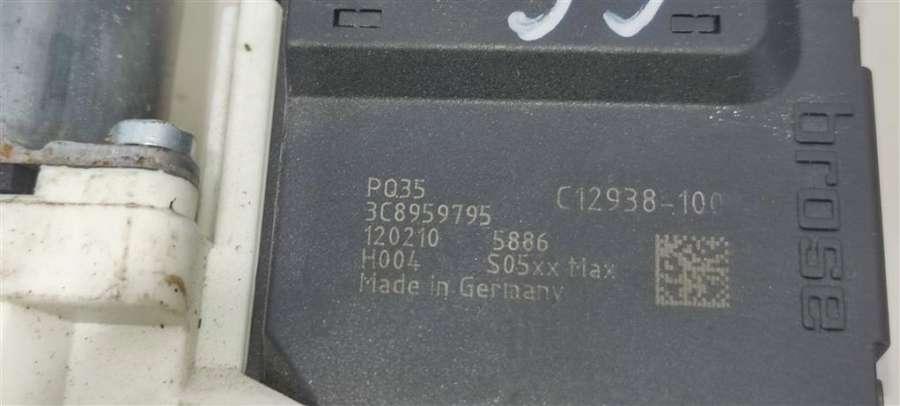 PQ35
C12938-100
3C8959795
120210 5886
H004 S05xx Max
Made in Germany
brose